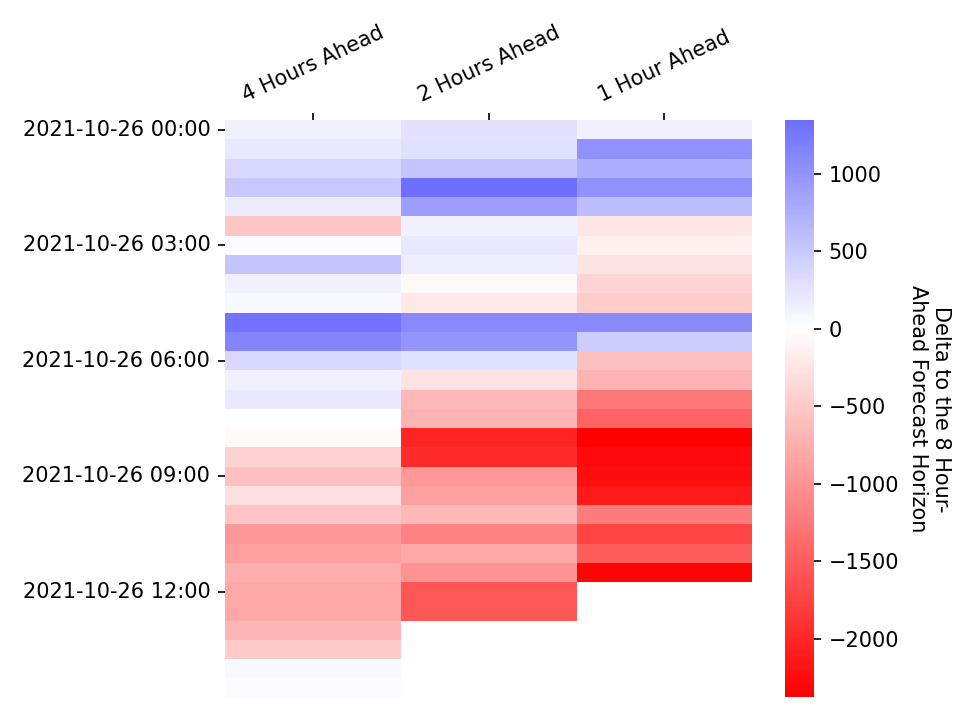 4 Hours Ahead
2 Hours Ahead
1 Hour Ahead
2021-10-26 00:00
2021-10-26 03:00
2021-10-26 06:00
2021-10-26 09:00
2021-10-26 12:00
1000
500
0
−500
−1000
−1500
−2000
Delta to the 8 Hour-
Ahead Forecast Horizon